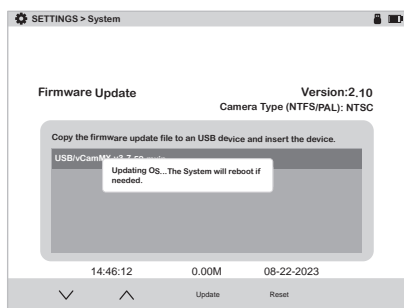 SETTINGS > System
Firmware Update
Version:2.10
Camera Type (NTFS/PAL): NTSC
Copy the firmware update file to an USB device and insert the device.
USB/vCamMX
Updating OS...The System will reboot if
needed.
14:46:12 0.00M 08-22-2023
Update Reset